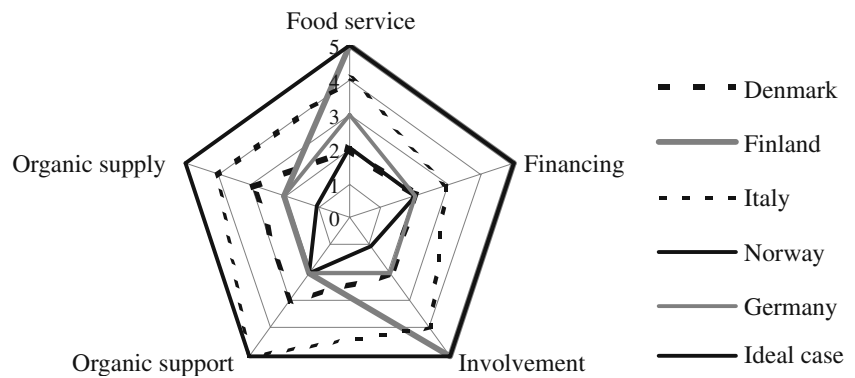 Food service
5
4
3
2
1
0
Organic supply
Financing
Organic support
Involvement
Denmark
Finland
Italy
Norway
Germany
Ideal case